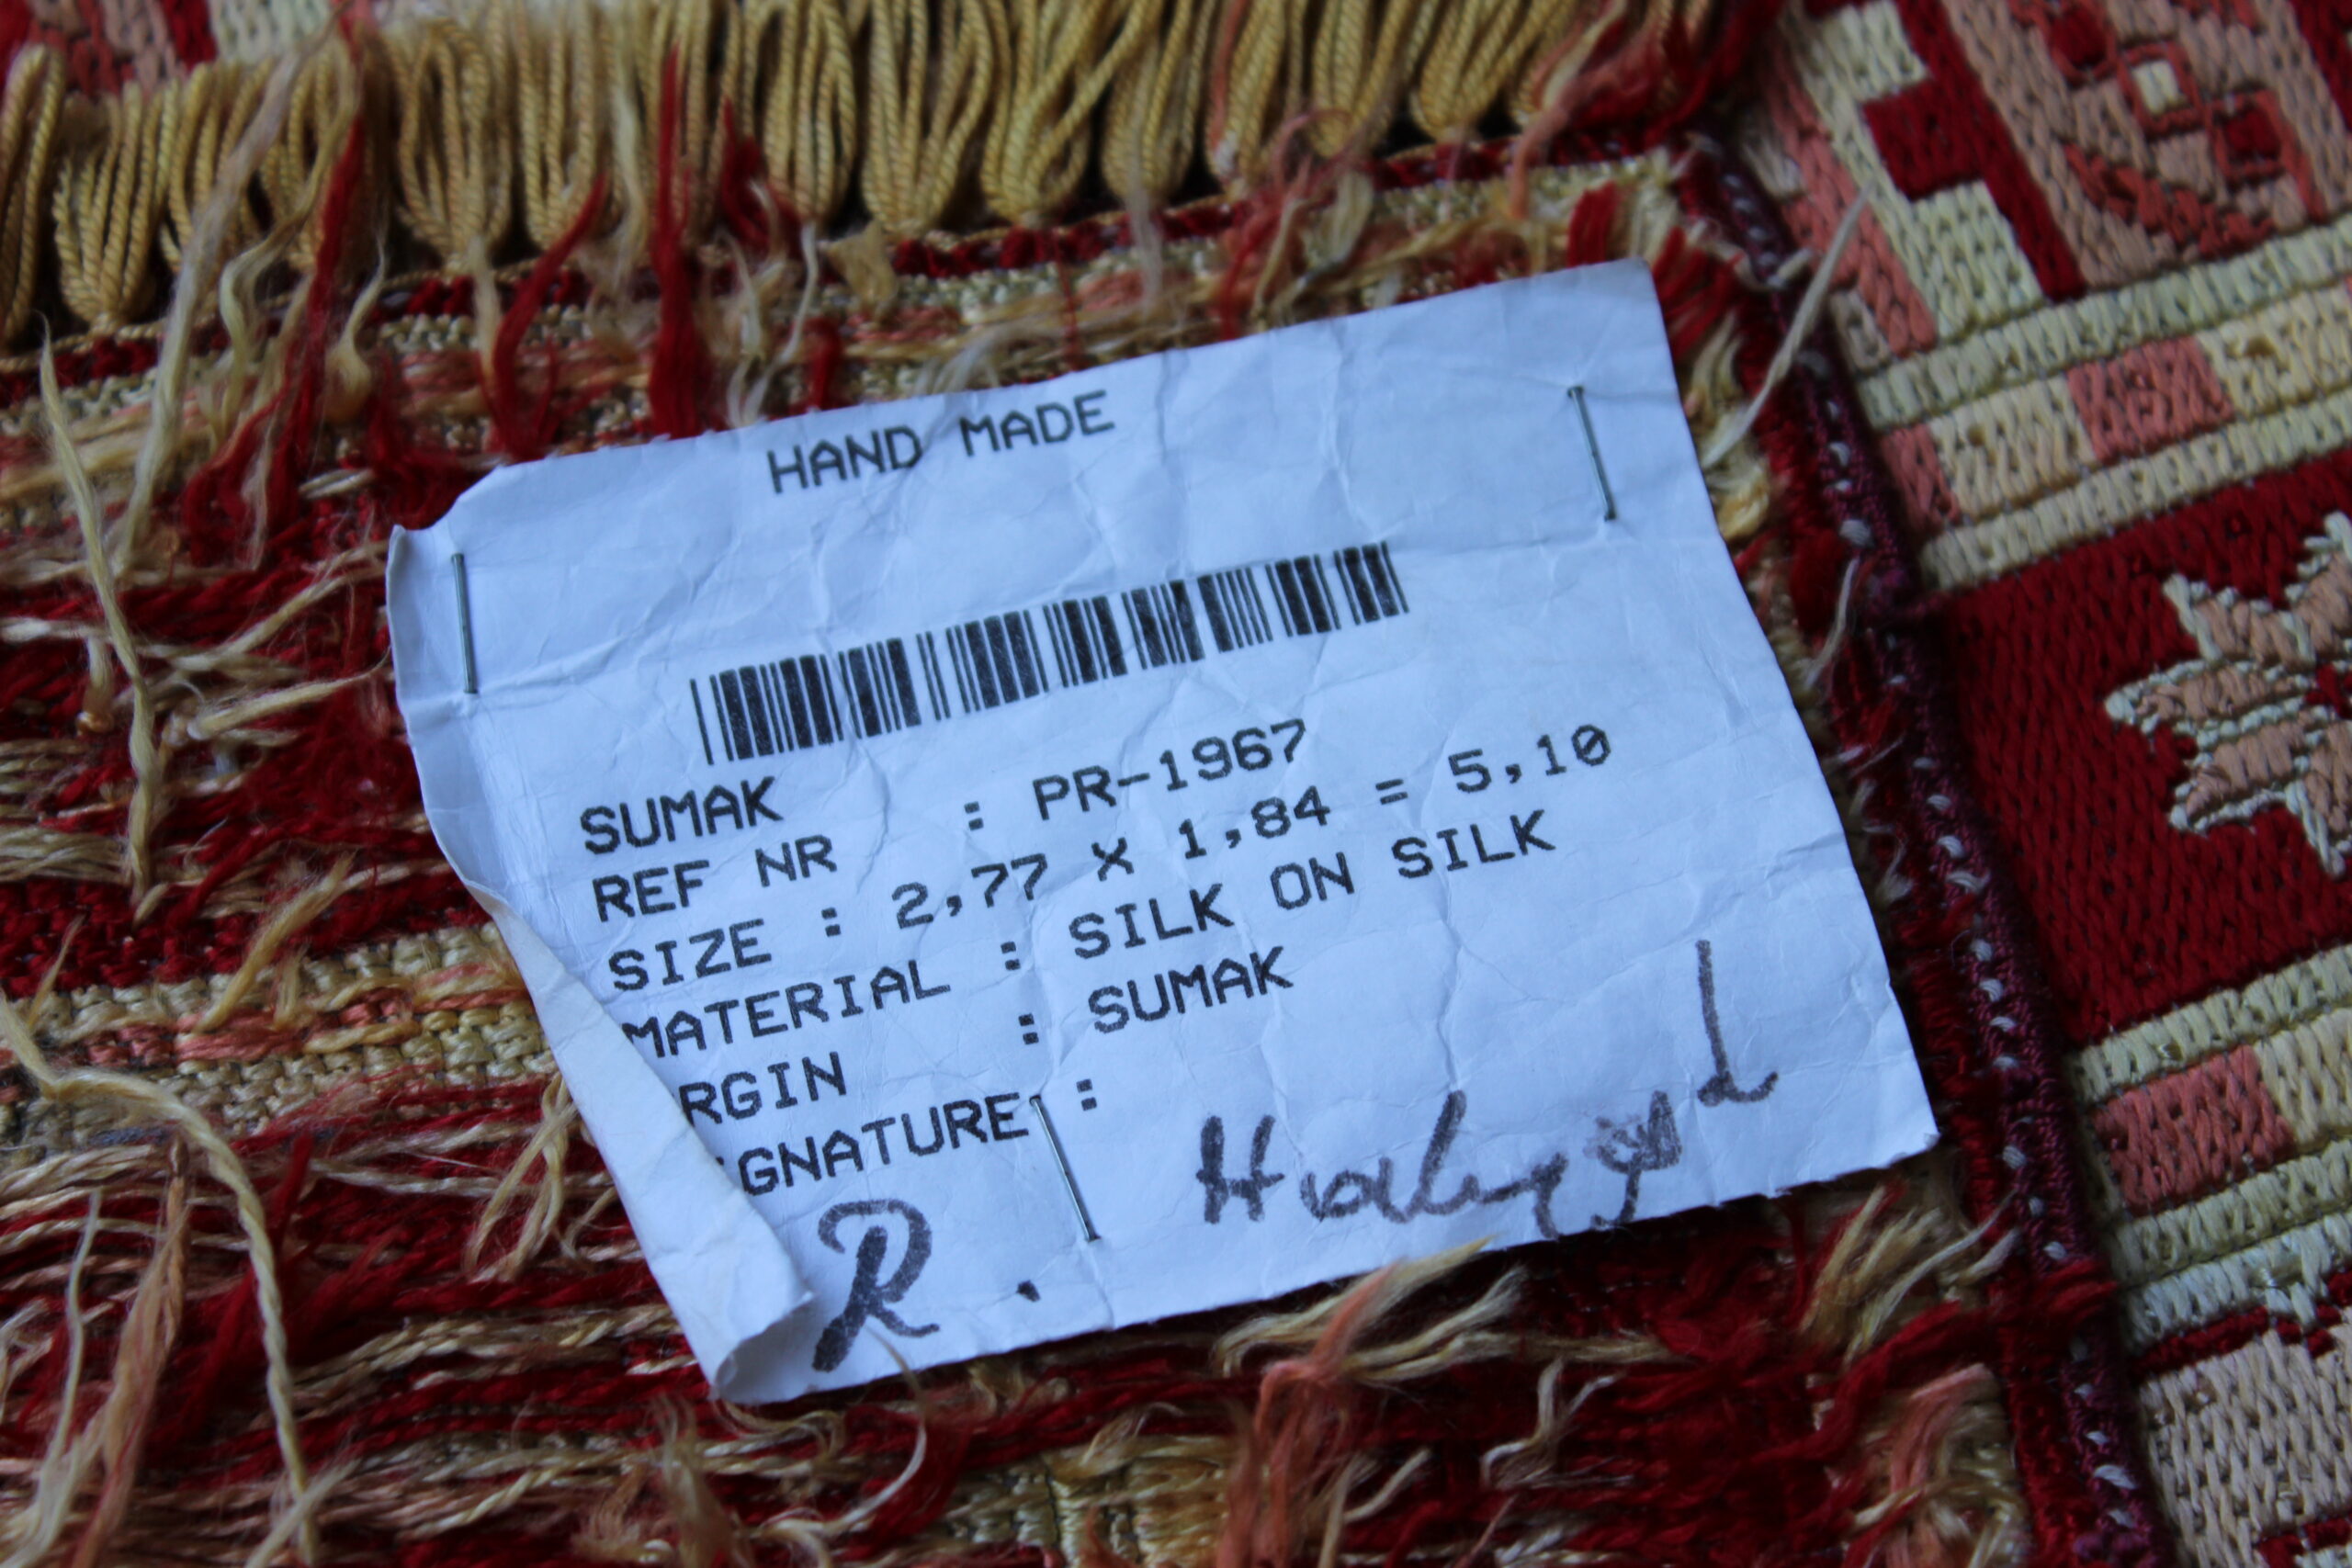 HAND MADE
SUMAK
REF NR : PR-1967
SIZE : 2,77 X 1,84 = 5,10
MATERIAL : SILK ON SILK
RGIN : SUMAK
GNATURE :
R.